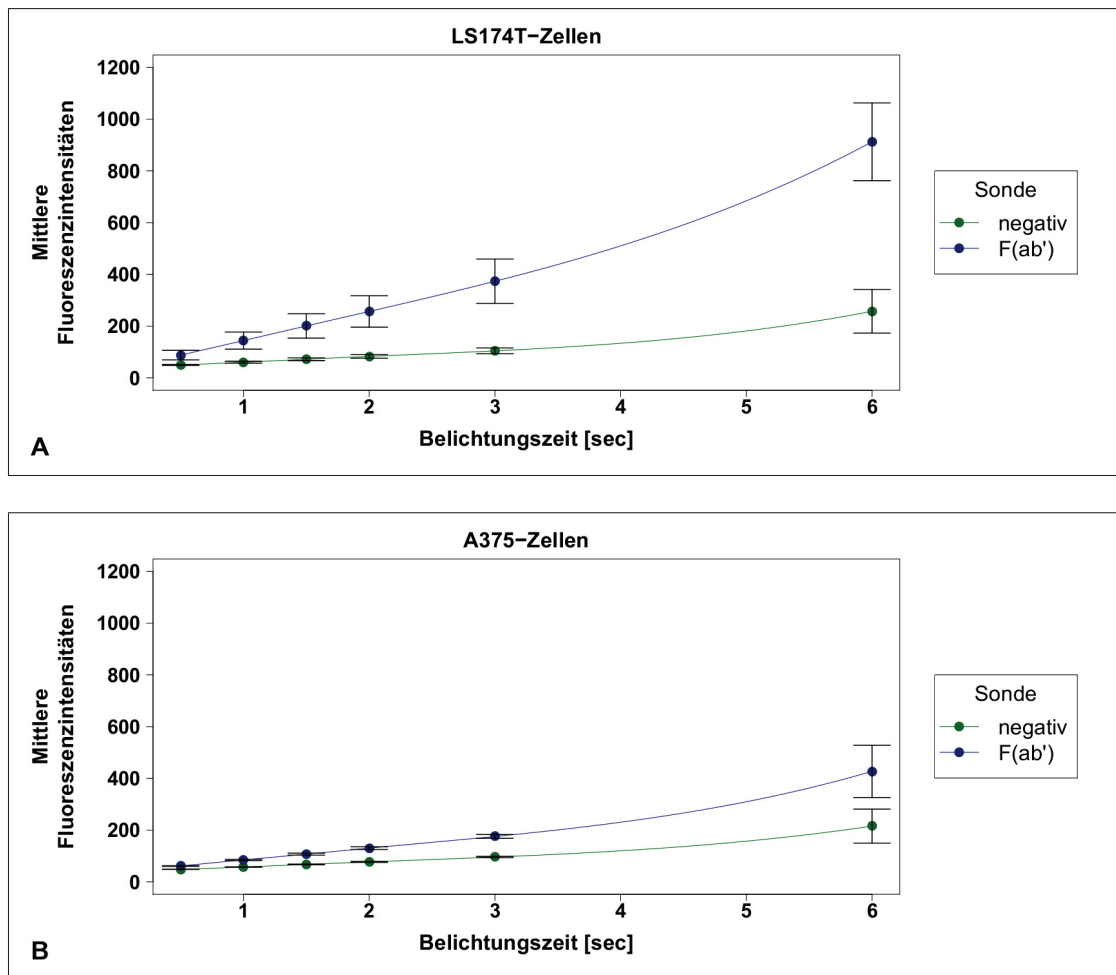 LS174T−Zellen
Mittlere
Fluoreszenzintensitäten
1200
1000
800
600
400
200
0
1 2 3 4 5 6
Belichtungszeit [sec]
Sonde
negativ
F(ab')
A
A375−Zellen
Mittlere
Fluoreszenzintensitäten
1200
1000
800
600
400
200
0
1 2 3 4 5 6
Belichtungszeit [sec]
Sonde
negativ
F(ab')
B